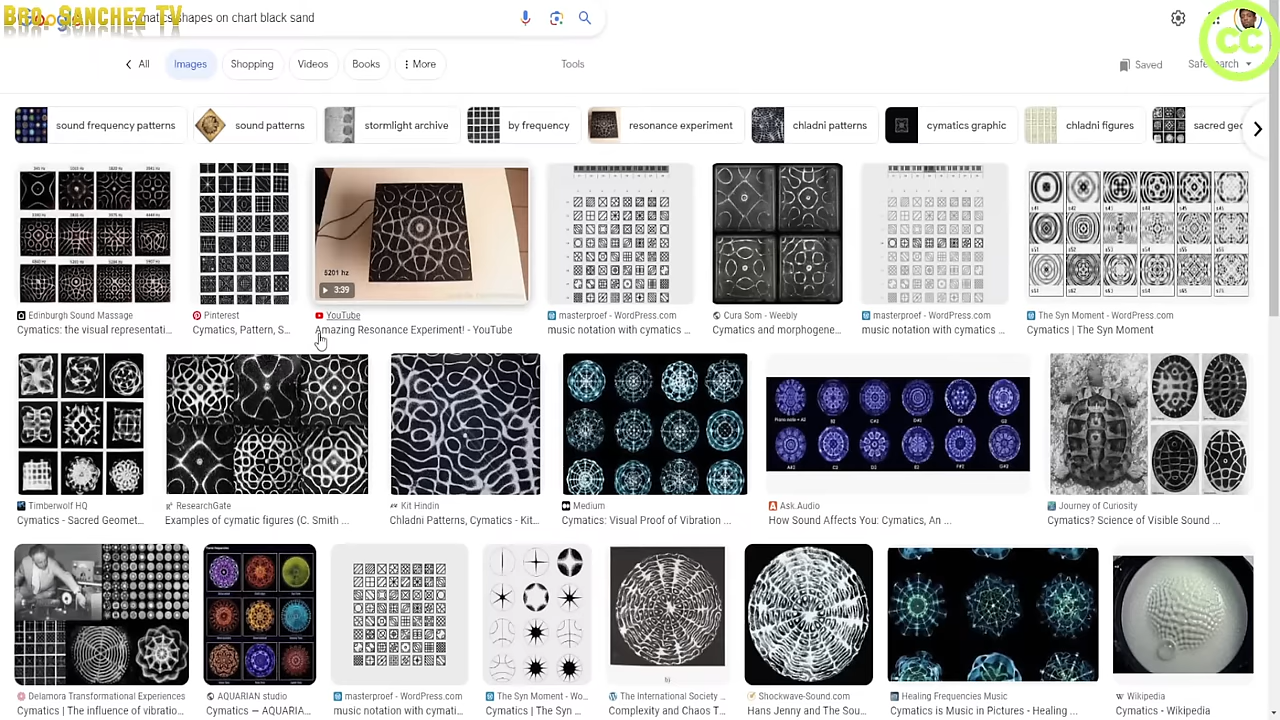 Bro. Sanchez TV
cymatics shapes on chart black sand
CC
All
Images
Shopping
Videos
Books
More
Tools
Saved
sound frequency patterns
sound patterns
stormlight archive
by frequency
resonance experiment
chladni patterns
cymatics graphic
chladni figures
sacred geo
5201 hz
3:39
Edinburgh Sound Massage
Cymatics: the visual representati...
Pinterest
Cymatics, Pattern, S...
YouTube
Amazing Resonance Experiment! - YouTube
masterproof - WordPress.com
music notation with cymatics ...
Cura Som - Weebly
Cymatics and morphogene...
masterproof - WordPress.com
music notation with cymatics ...
The Syn Moment - WordPress.com
Cymatics | The Syn Moment
Timberwolf HQ
Cymatics - Sacred Geomet...
ResearchGate
Examples of cymatic figures (C. Smith ...
Kit Hindin
Chladni Patterns, Cymatics - Kit...
Medium
Cymatics: Visual Proof of Vibration ...
Ask.Audio
How Sound Affects You: Cymatics, An ...
Journey of Curiosity
Cymatics? Science of Visible Sound ...
Delamora Transformational Experiences
Cymatics | The influence of vibratio...
AQUARIAN studio
Cymatics — AQUARIA...
masterproof - WordPress.com
music notation with cymati...
The Syn Moment - Wo...
Cymatics | The Syn ...
The International Society ...
Complexity and Chaos T...
Shockwave-Sound.com
Hans Jenny and The Sou...
Healing Frequencies Music
Cymatics is Music in Pictures - Healing ...
Wikipedia
Cymatics - Wikipedia